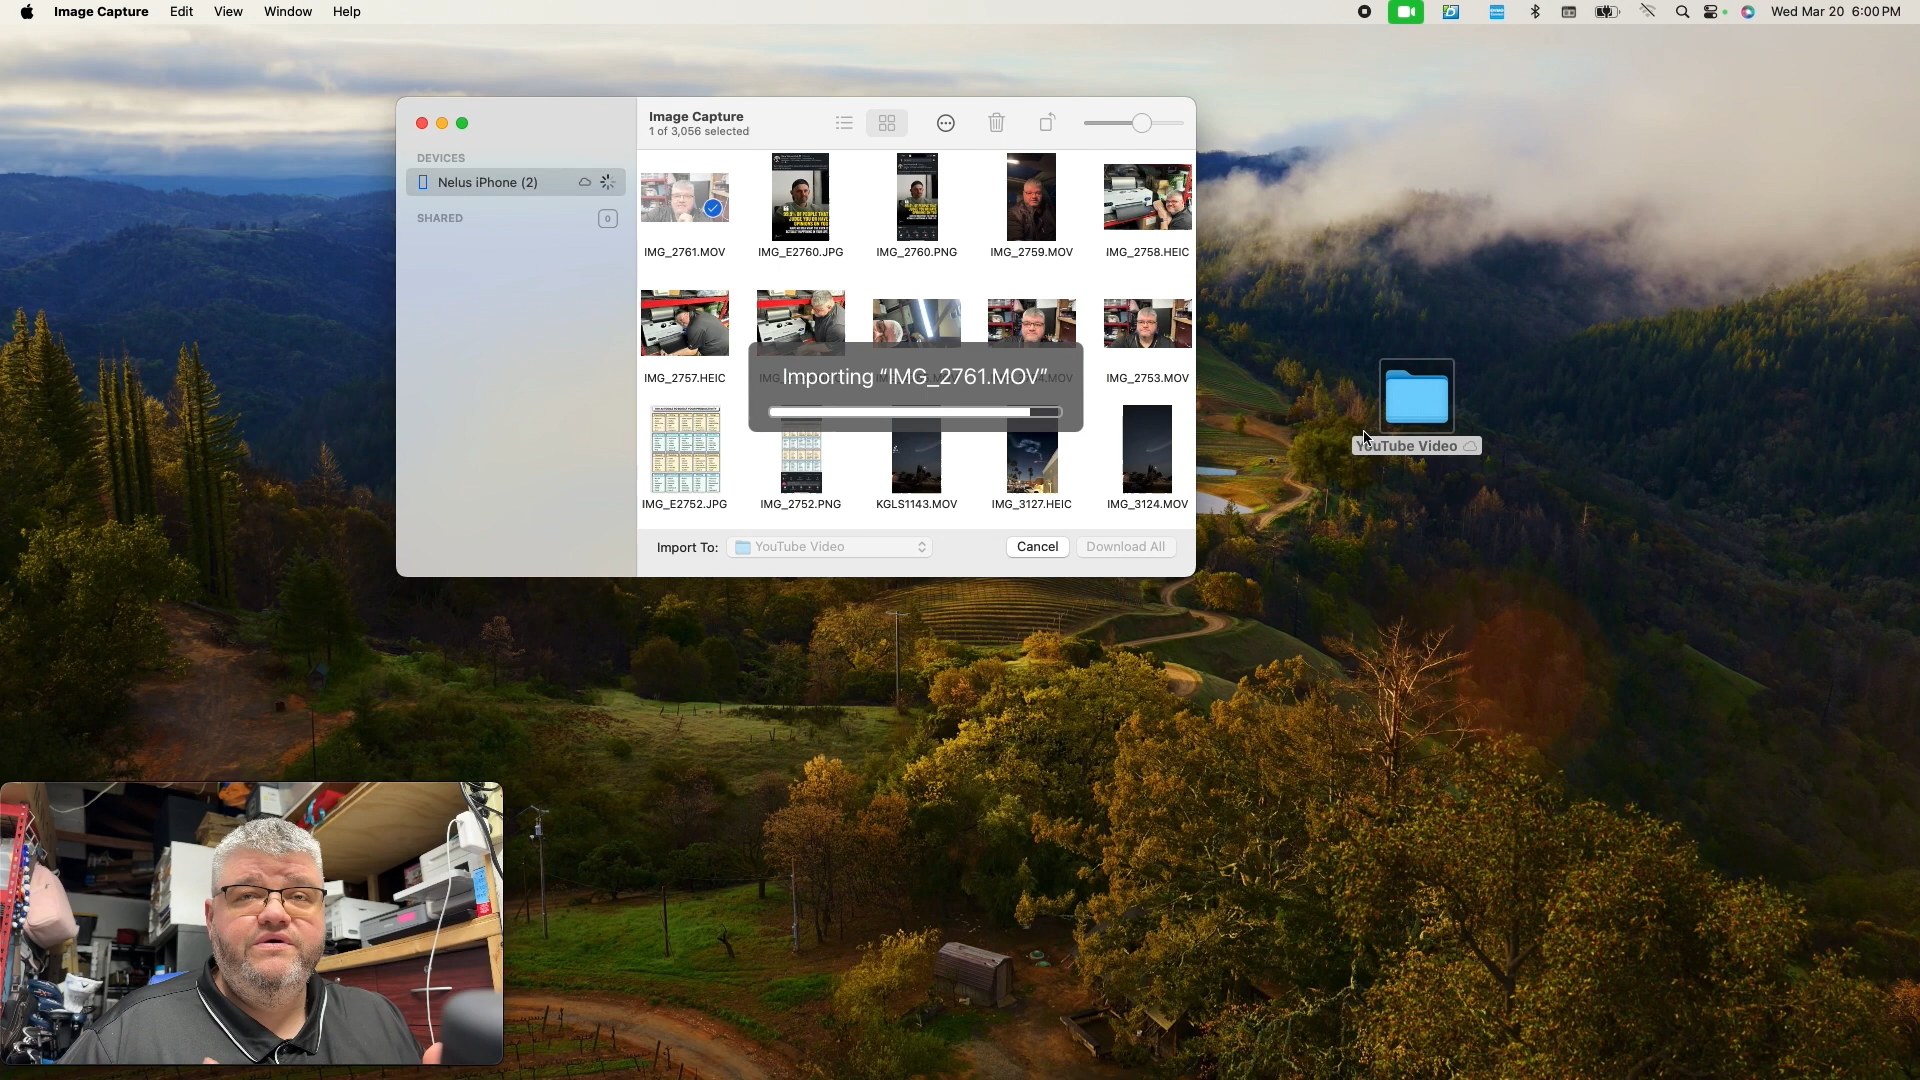 Image Capture Edit View Window Help
Wed Mar 20 6:00 PM
Image Capture
1 of 3,056 selected
DEVICES
Nelus iPhone (2)
SHARED
0
IMG_2761.MOV IMG_E2760.JPG IMG_2760.PNG IMG_2759.MOV IMG_2758.HEIC
IMG_2757.HEIC IMG_2753.MOV
Importing “IMG_2761.MOV”
IMG_E2752.JPG IMG_2752.PNG KGLS1143.MOV IMG_3127.HEIC IMG_3124.MOV
Import To: YouTube Video Cancel Download All
YouTube Video